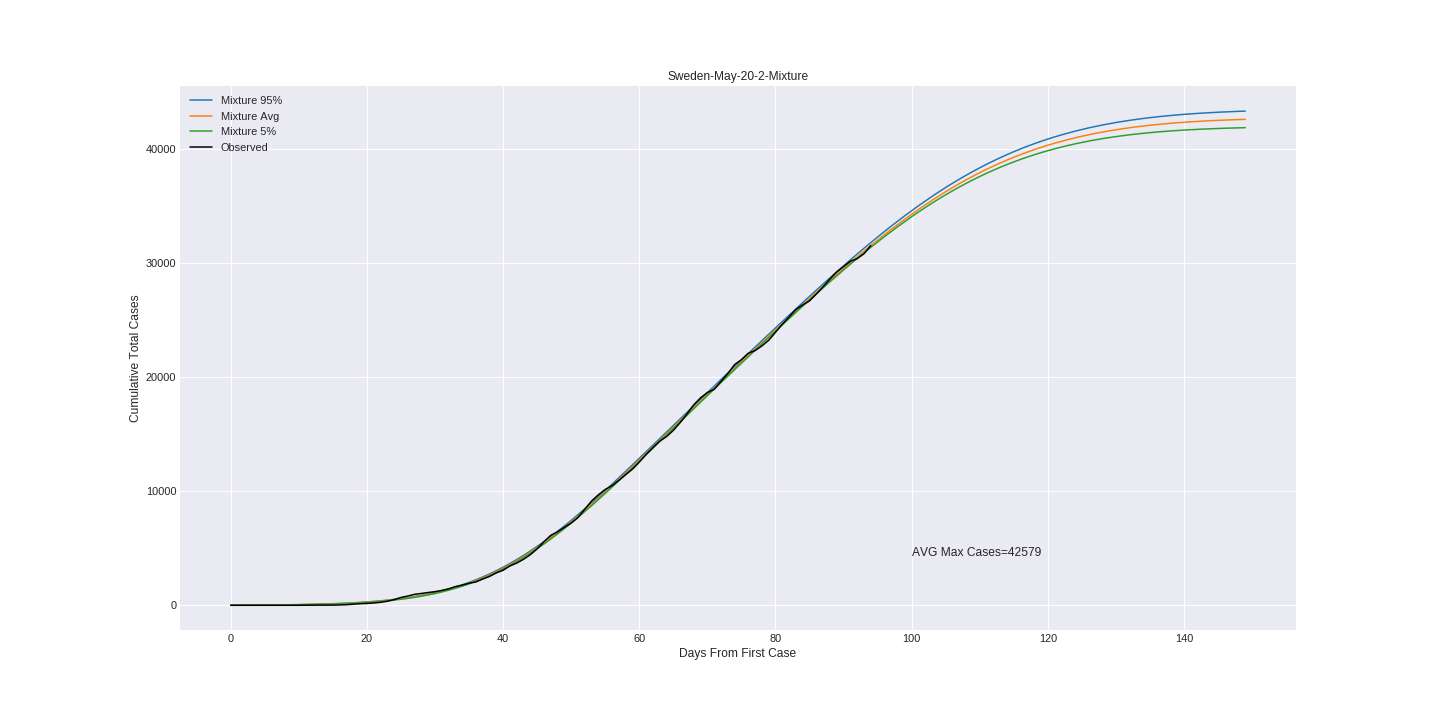 Sweden-May-20-2-Mixture
Mixture 95%
Mixture Avg
Mixture 5%
Observed
40000
30000
20000
10000
0
Cumulative Total Cases
AVG Max Cases=42579
0 20 40 60 80 100 120 140
Days From First Case